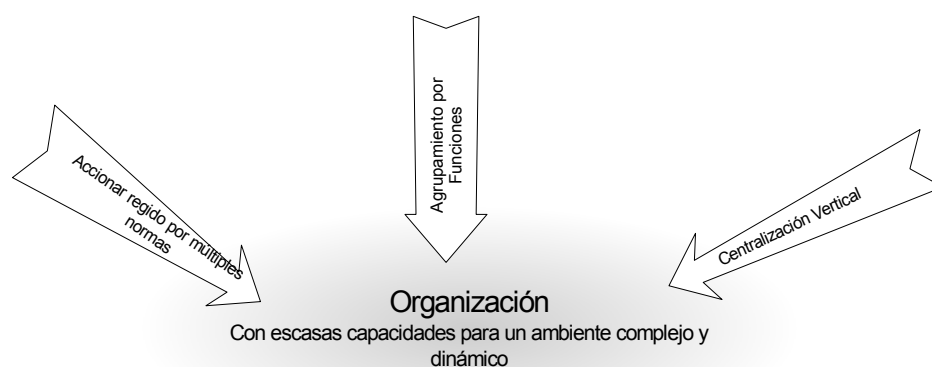 Accionar regido por múltiples
normas
Agrupamiento por
Funciones
Centralización Vertical
Organización
Con escasas capacidades para un ambiente complejo y
dinámico